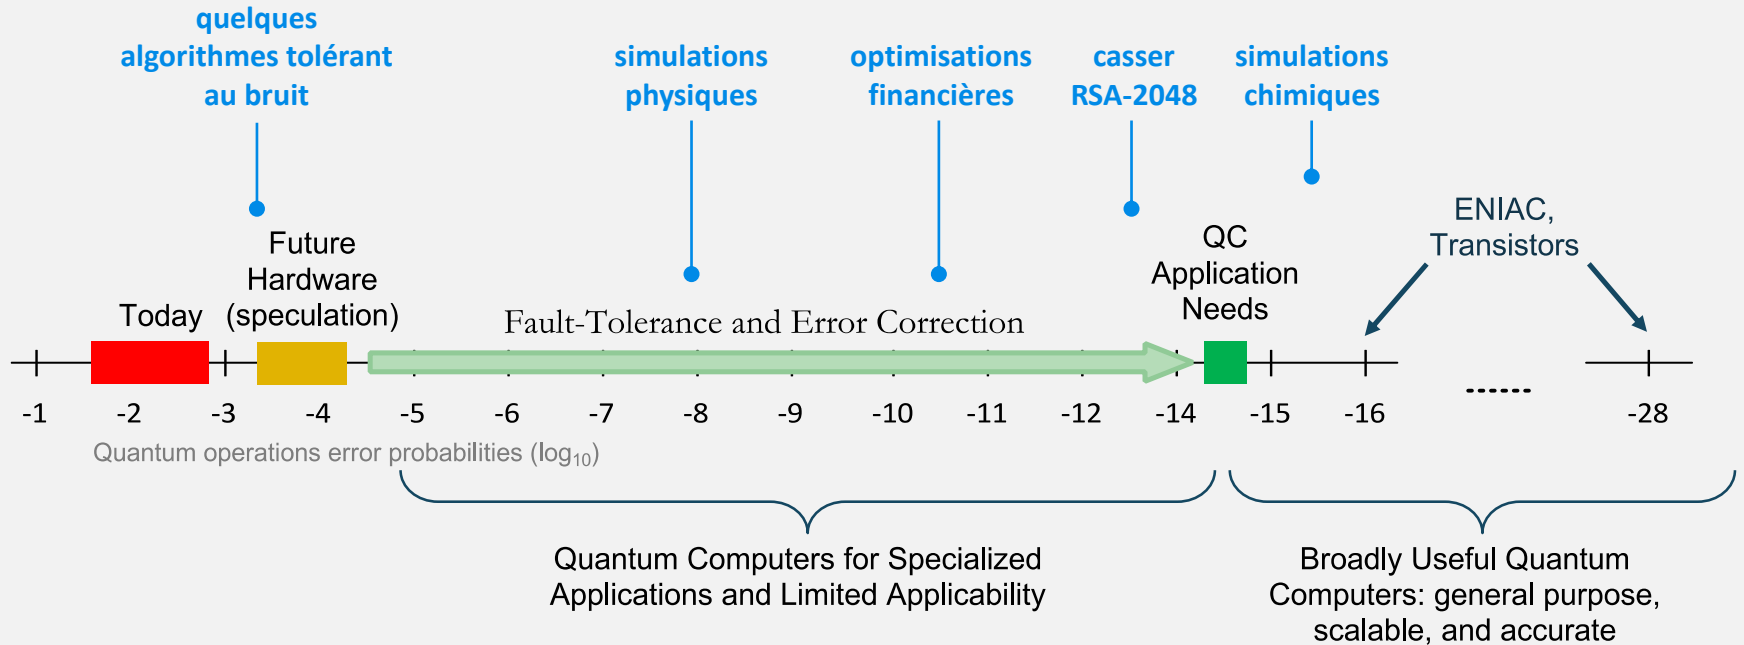 quelques
algorithmes tolérant
au bruit
simulations
physiques
optimisations
financières
casser
RSA-2048
simulations
chimiques
ENIAC,
Transistors
Today
Future
Hardware
(speculation)
Fault-Tolerance and Error Correction
QC
Application
Needs
-1 -2 -3 -4 -5 -6 -7 -8 -9 -10 -11 -12 -14 -15 -16 ...... -28
Quantum operations error probabilities (log10)
Quantum Computers for Specialized
Applications and Limited Applicability
Broadly Useful Quantum
Computers: general purpose,
scalable, and accurate